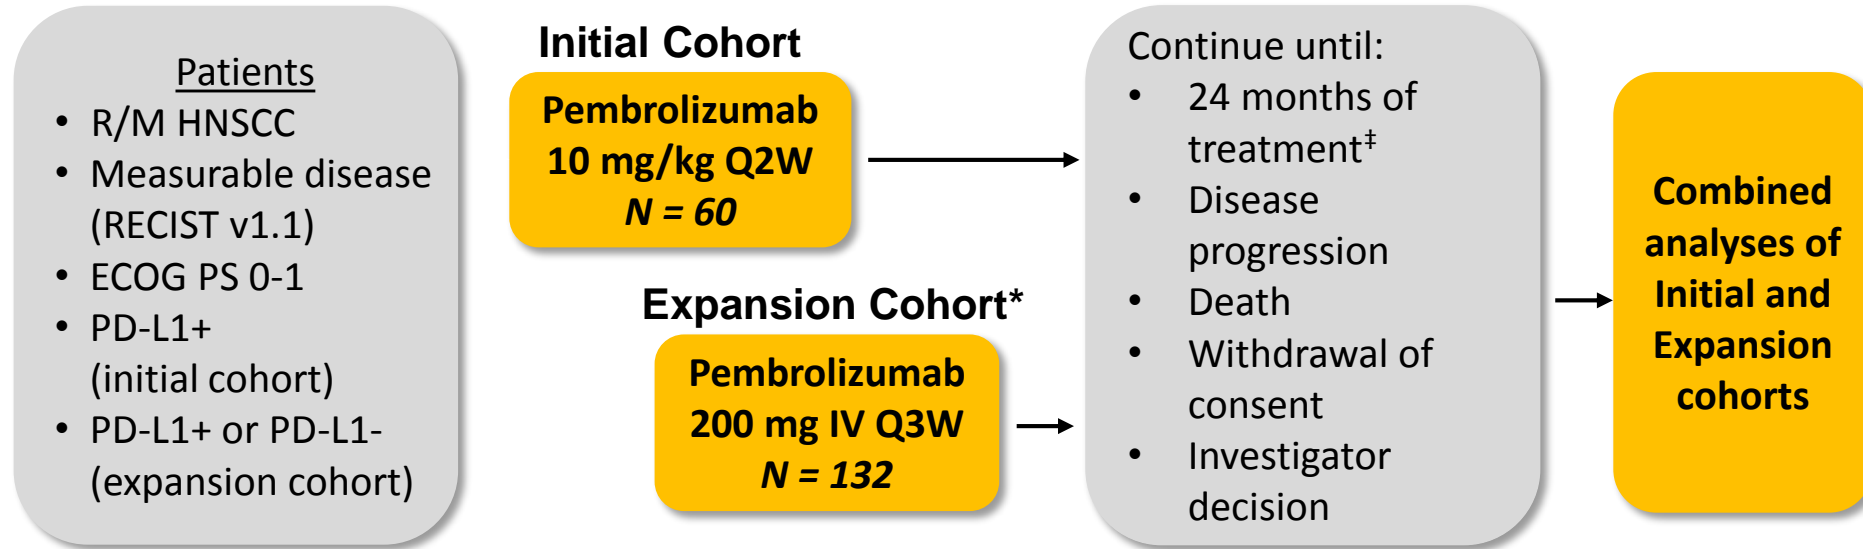 Patients
• R/M HNSCC
• Measurable disease
(RECIST v1.1)
• ECOG PS 0-1
• PD-L1+
(initial cohort)
• PD-L1+ or PD-L1-
(expansion cohort)
Initial Cohort
Pembrolizumab
10 mg/kg Q2W
N = 60
Expansion Cohort*
Pembrolizumab
200 mg IV Q3W
N = 132
Continue until:
• 24 months of
treatment‡
• Disease
progression
• Death
• Withdrawal of
consent
• Investigator
decision
Combined
analyses of
Initial and
Expansion
cohorts